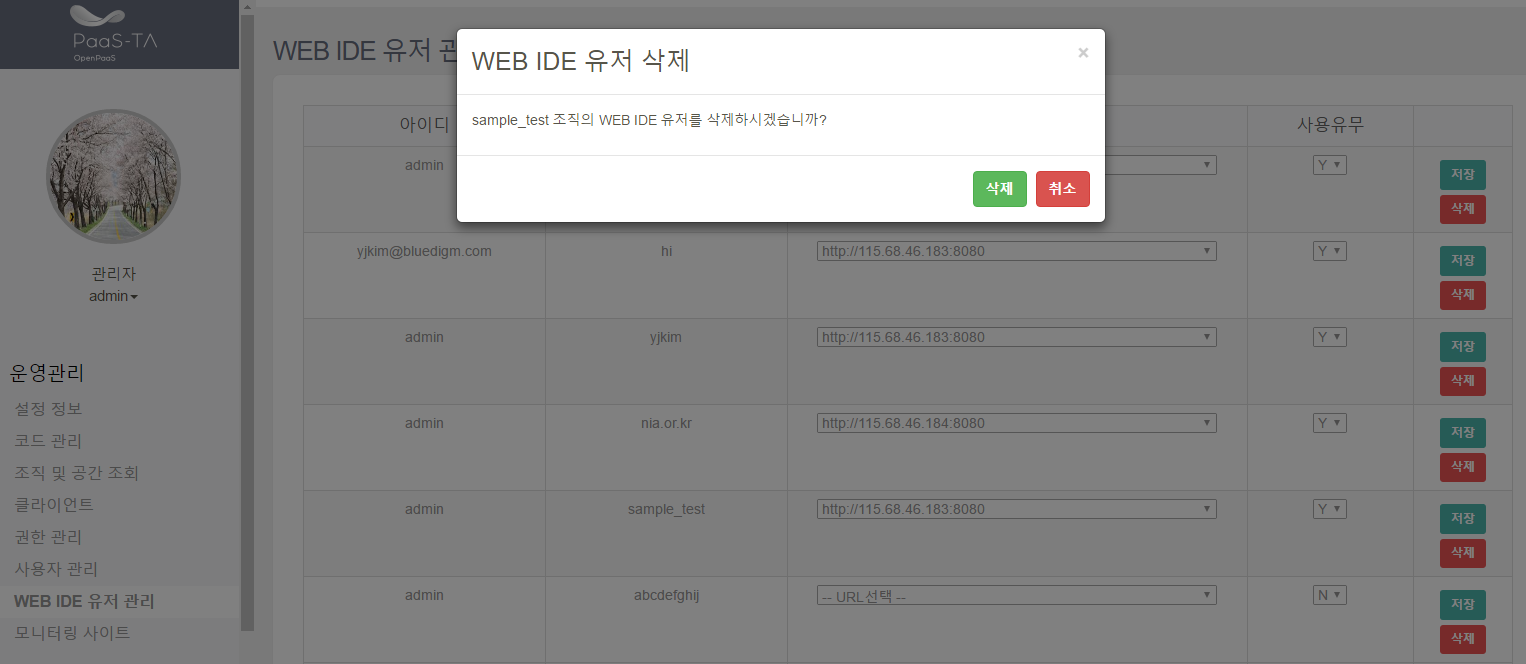 PaaS-TA
OpenPaaS
관리자
admin
운영관리
설정 정보
코드 관리
조직 및 공간 조회
클라이언트
권한 관리
사용자 관리
WEB IDE 유저 관리
모니터링 사이트
WEB IDE 유저 관
WEB IDE 유저 삭제
×
sample_test 조직의 WEB IDE 유저를 삭제하시겠습니까?
삭제 취소
아이디 사용유무
admin Y 저장
삭제
yjkim@bluedigm.com hi http://115.68.46.183:8080 Y 저장
삭제
admin yjkim http://115.68.46.183:8080 Y 저장
삭제
admin nia.or.kr http://115.68.46.184:8080 Y 저장
삭제
admin sample_test http://115.68.46.183:8080 Y 저장
삭제
admin abcdefghij -- URL선택 -- N 저장
삭제